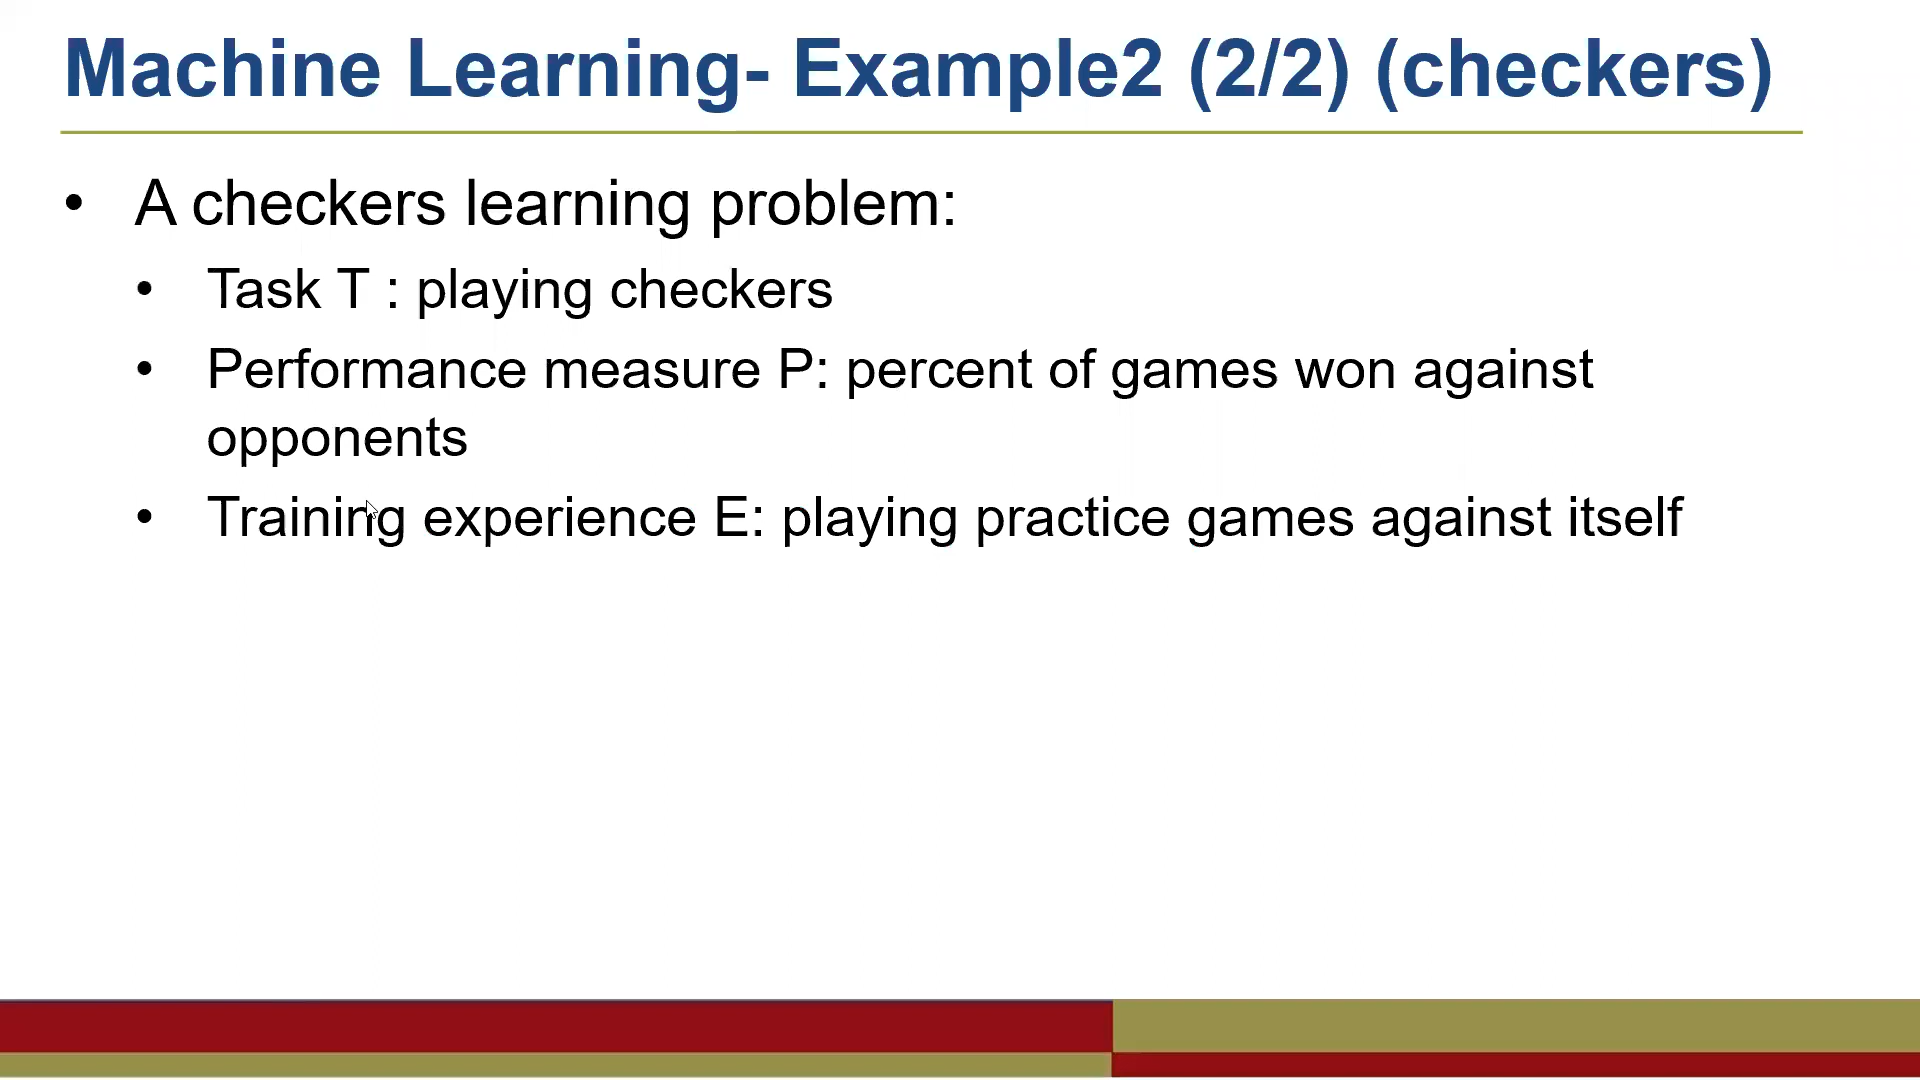 Machine Learning- Example2 (2/2) (checkers)
• A checkers learning problem:
• Task T : playing checkers
• Performance measure P: percent of games won against
opponents
• Training experience E: playing practice games against itself